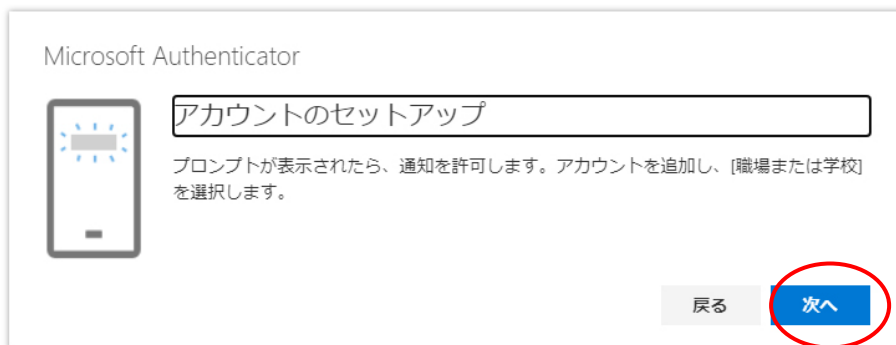 Microsoft Authenticator
アカウントのセットアップ
プロンプトが表示されたら、通知を許可します。アカウントを追加し、[職場または学校]
を選択します。
戻る
次へ